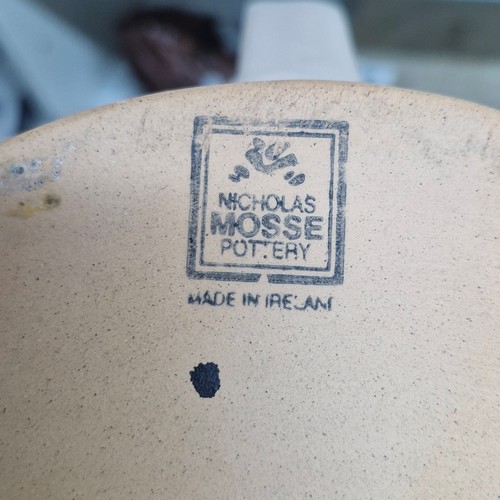 NICHOLAS
MOSSE
POTTERY
MADE IN IRELAND